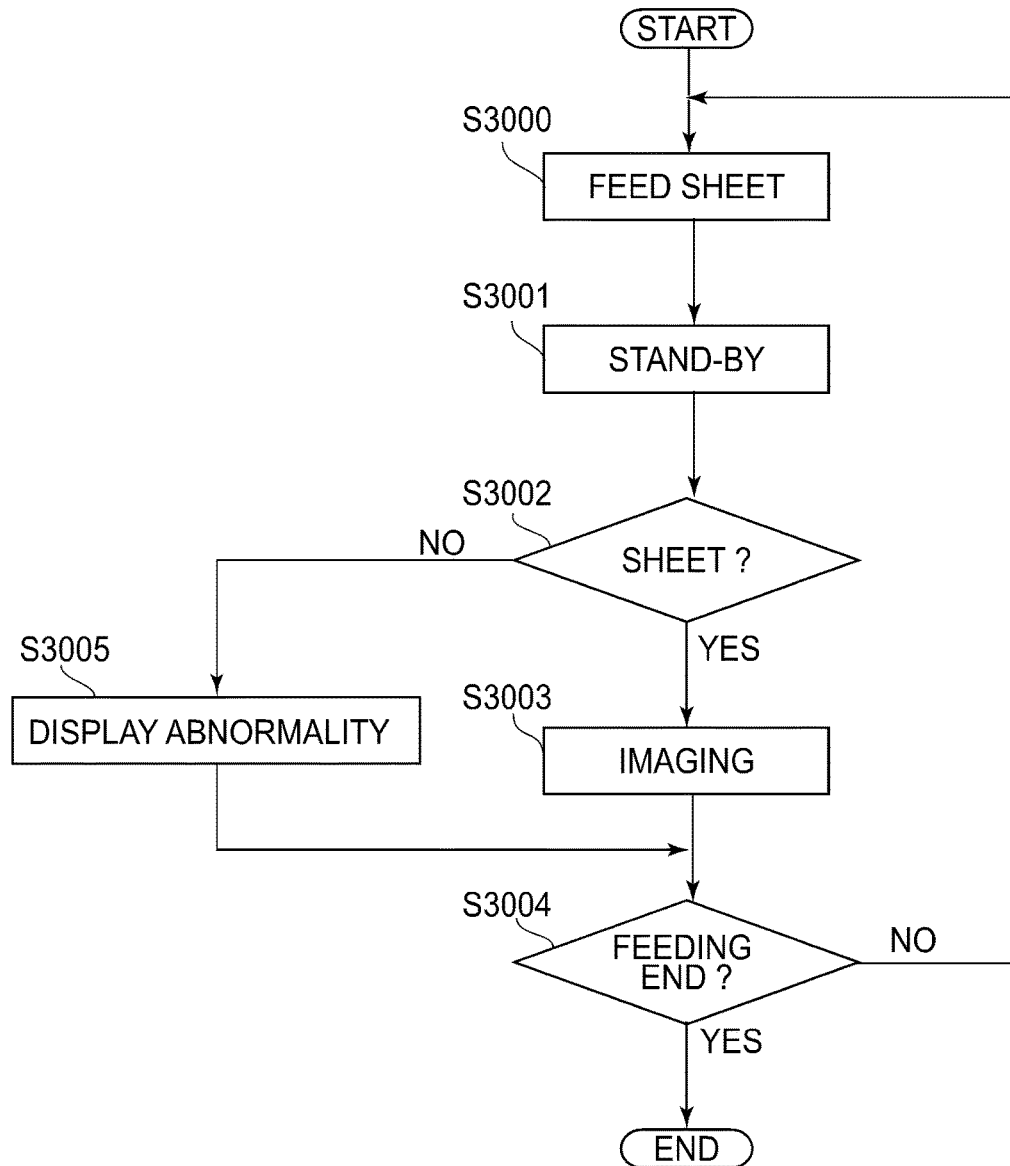 START
S3000
FEED SHEET
S3001
STAND-BY
S3002
NO
SHEET ?
YES
S3005
DISPLAY ABNORMALITY
S3003
IMAGING
S3004
FEEDING
END ?
NO
YES
END